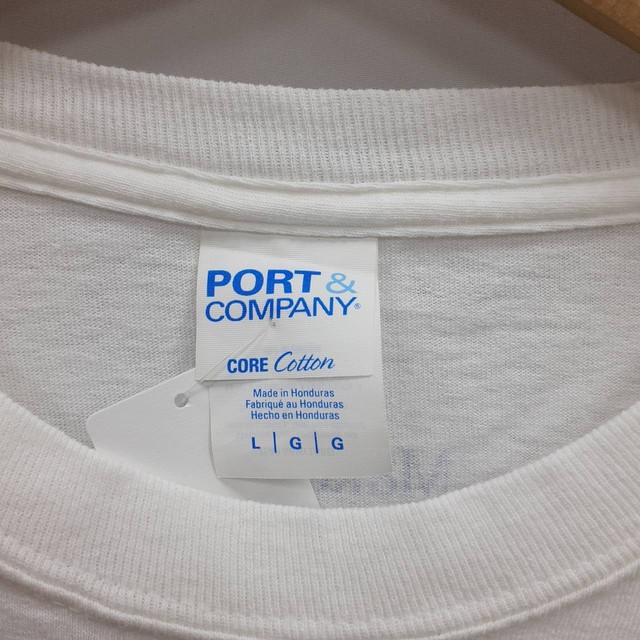 PORT &
COMPANY®
CORE Cotton
Made in Honduras
Fabriqué au Honduras
Hecho en Honduras
L | G | G